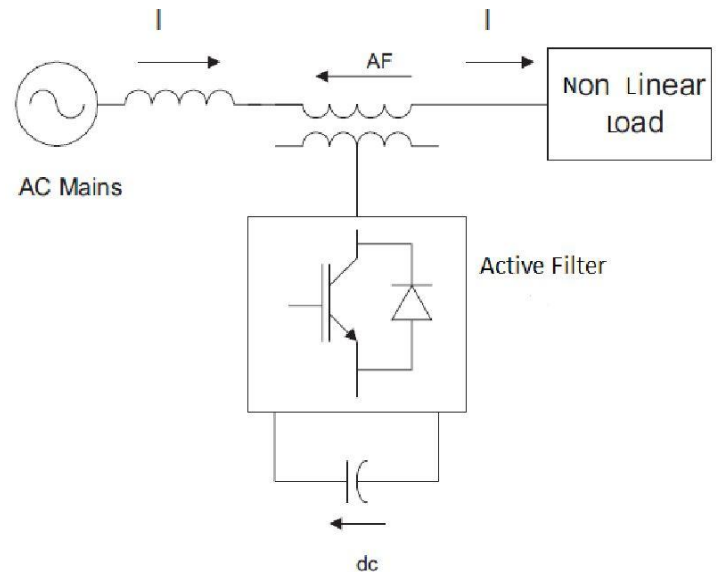 I
I
AF
Non Linear
Load
AC Mains
Active Filter
dc